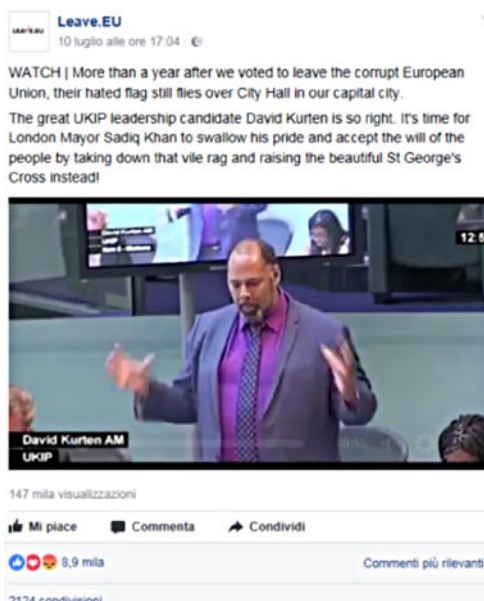 Leave.EU
10 luglio alle ore 17:04
WATCH | More than a year after we voted to leave the corrupt European
Union, their hated flag still flies over City Hall in our capital city.
The great UKIP leadership candidate David Kurten is so right. It's time for
London Mayor Sadiq Khan to swallow his pride and accept the will of the
people by taking down that vile rag and raising the beautiful St George's
Cross instead!
David Kurten AM
UKIP
David Kurten AM
UKIP
147 mila visualizzazioni
Mi piace Commenta Condividi
8,9 mila Commenti più rilevanti
2124 condivisioni